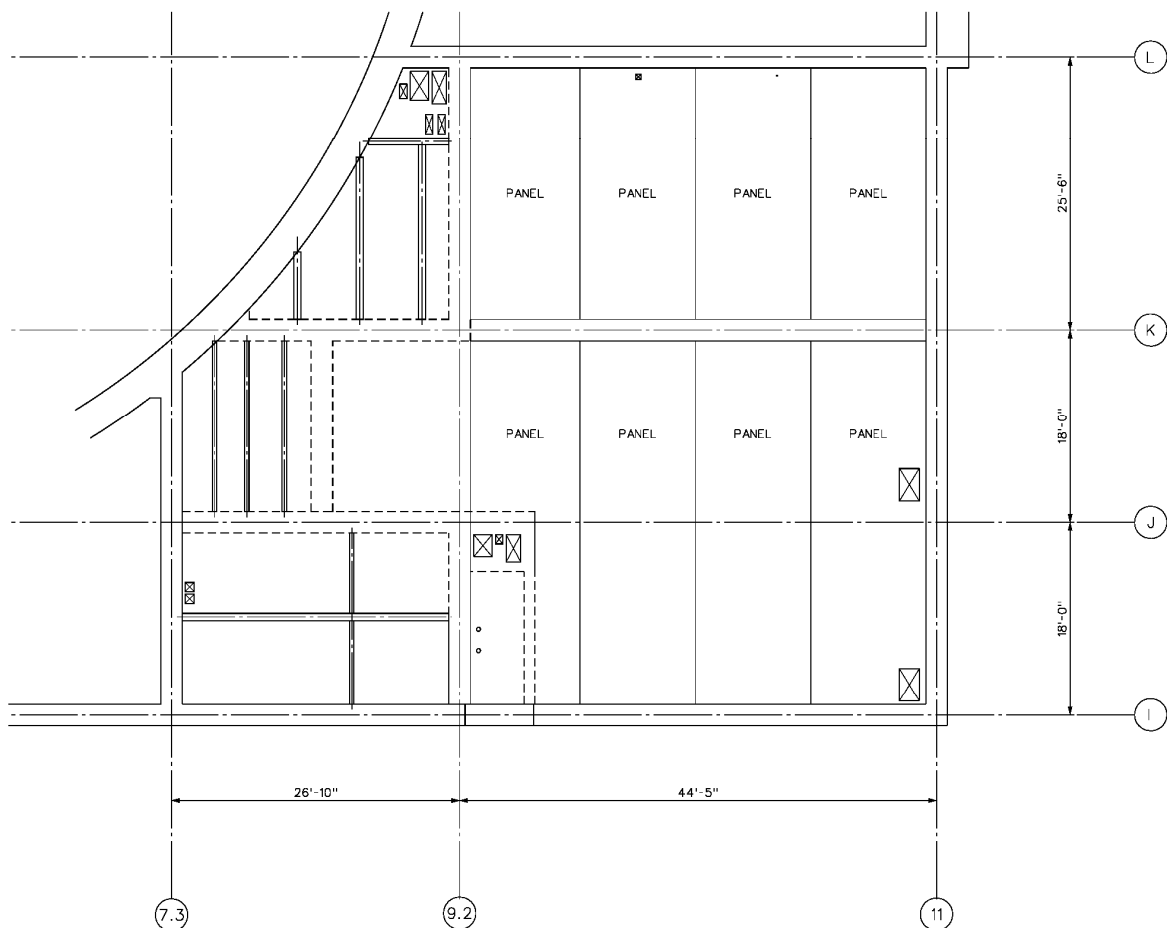 L
PANEL PANEL PANEL PANEL
25'-6"
K
PANEL PANEL PANEL PANEL
18'-0"
J
18'-0"
I
26'-10" 44'-5"
7.3 9.2 11